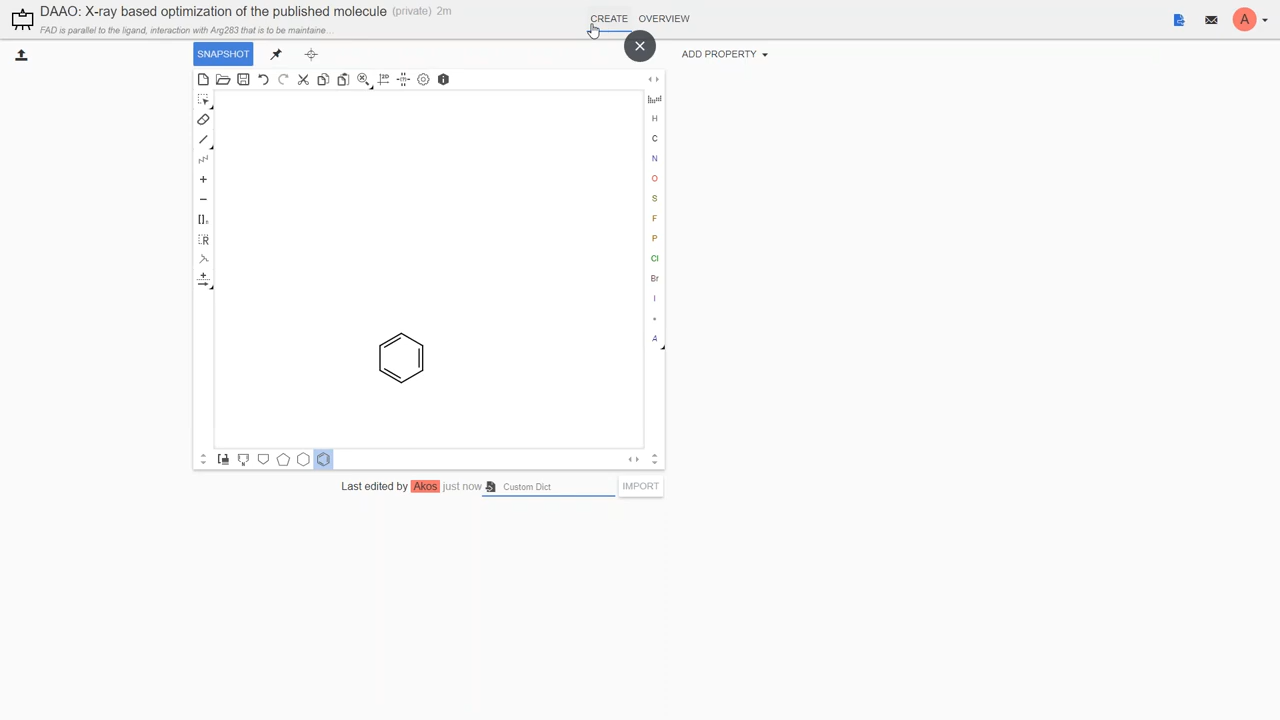 DAAO: X-ray based optimization of the published molecule (private) 2m
FAD is parallel to the ligand, interaction with Arg283 that is to be maintaine...
CREATE OVERVIEW
A
SNAPSHOT
ADD PROPERTY
H
C
N
O
S
F
P
Cl
Br
I
*
A
R
Last edited by Akos just now Custom Dict IMPORT